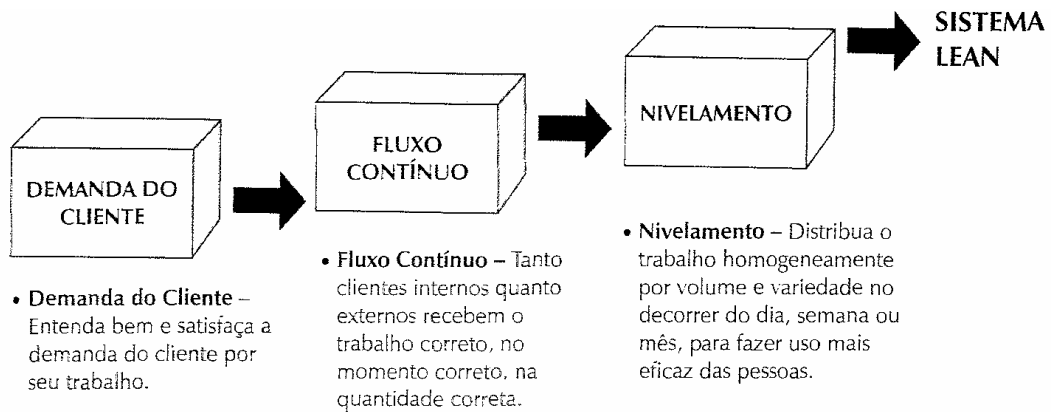 DEMANDA DO
CLIENTE
• Demanda do Cliente –
Entenda bem e satisfaça a
demanda do cliente por
seu trabalho.
FLUXO
CONTÍNUO
• Fluxo Contínuo – Tanto
clientes internos quanto
externos recebem o
trabalho correto, no
momento correto, na
quantidade correta.
NIVELAMENTO
• Nivelamento – Distribua o
trabalho homogeneamente
por volume e variedade no
decorrer do dia, semana ou
mês, para fazer uso mais
eficaz das pessoas.
SISTEMA
LEAN